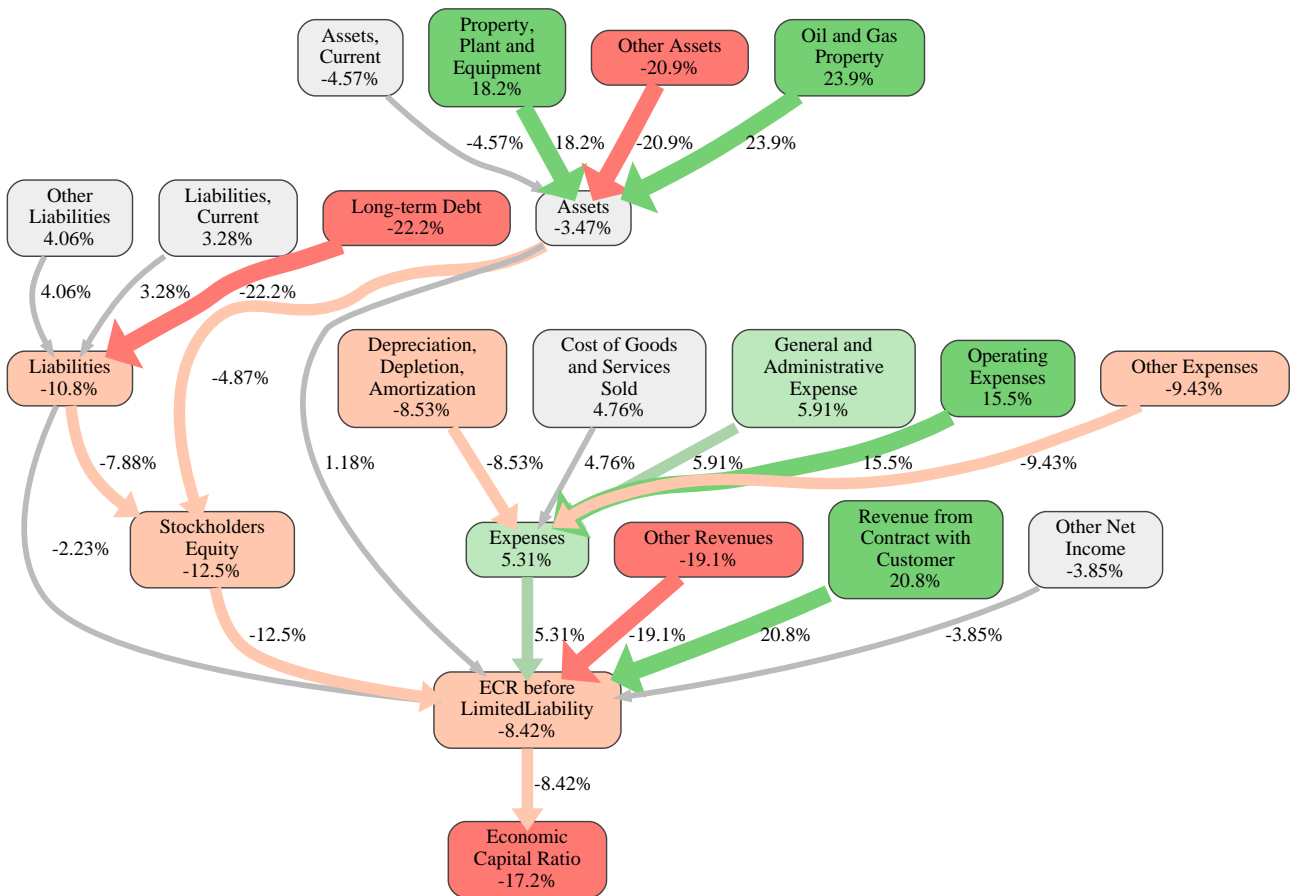 Assets,
Current
-4.57%
Property,
Plant and
Equipment
18.2%
Other Assets
-20.9%
Oil and Gas
Property
23.9%
-4.57%
18.2%
-20.9%
23.9%
Other
Liabilities
4.06%
Liabilities,
Current
3.28%
Long-term Debt
-22.2%
Assets
-3.47%
4.06%
3.28%
-22.2%
Liabilities
-10.8%
-4.87%
Depreciation,
Depletion,
Amortization
-8.53%
Cost of Goods
and Services
Sold
4.76%
General and
Administrative
Expense
5.91%
Operating
Expenses
15.5%
Other Expenses
-9.43%
-7.88%
1.18%
-8.53%
4.76%
5.91%
15.5%
-9.43%
-2.23%
Stockholders
Equity
-12.5%
Expenses
5.31%
Other Revenues
-19.1%
Revenue from
Contract with
Customer
20.8%
Other Net
Income
-3.85%
-12.5%
5.31%
-19.1%
20.8%
-3.85%
ECR before
LimitedLiability
-8.42%
-8.42%
Economic
Capital Ratio
-17.2%